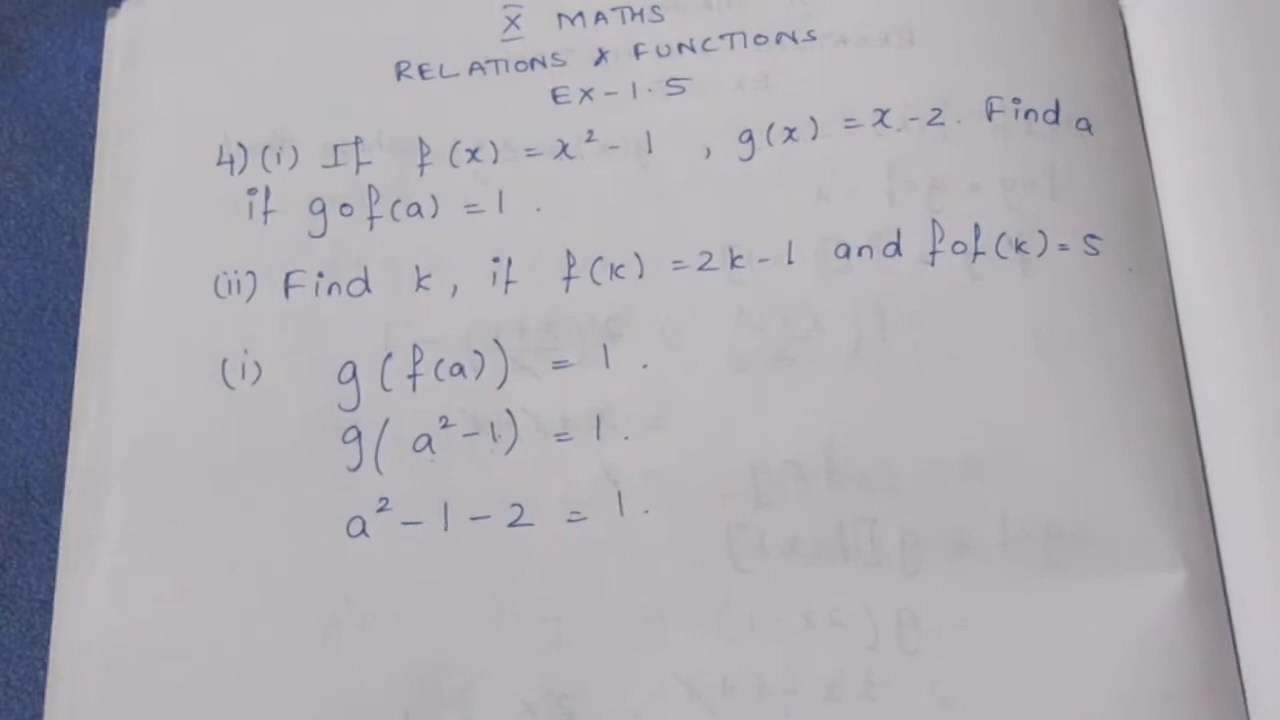 X MATHS
RELATIONS & FUNCTIONS
EX-1.5
4)(i) If f(x) = x² - 1 , g(x) = x - 2. Find a
if gof(a) = 1 .
(ii) Find k, if f(k) = 2k - 1 and fof(k) = 5
(i) g(f(a)) = 1 .
g( a² - 1) = 1 .
a² - 1 - 2 = 1 .